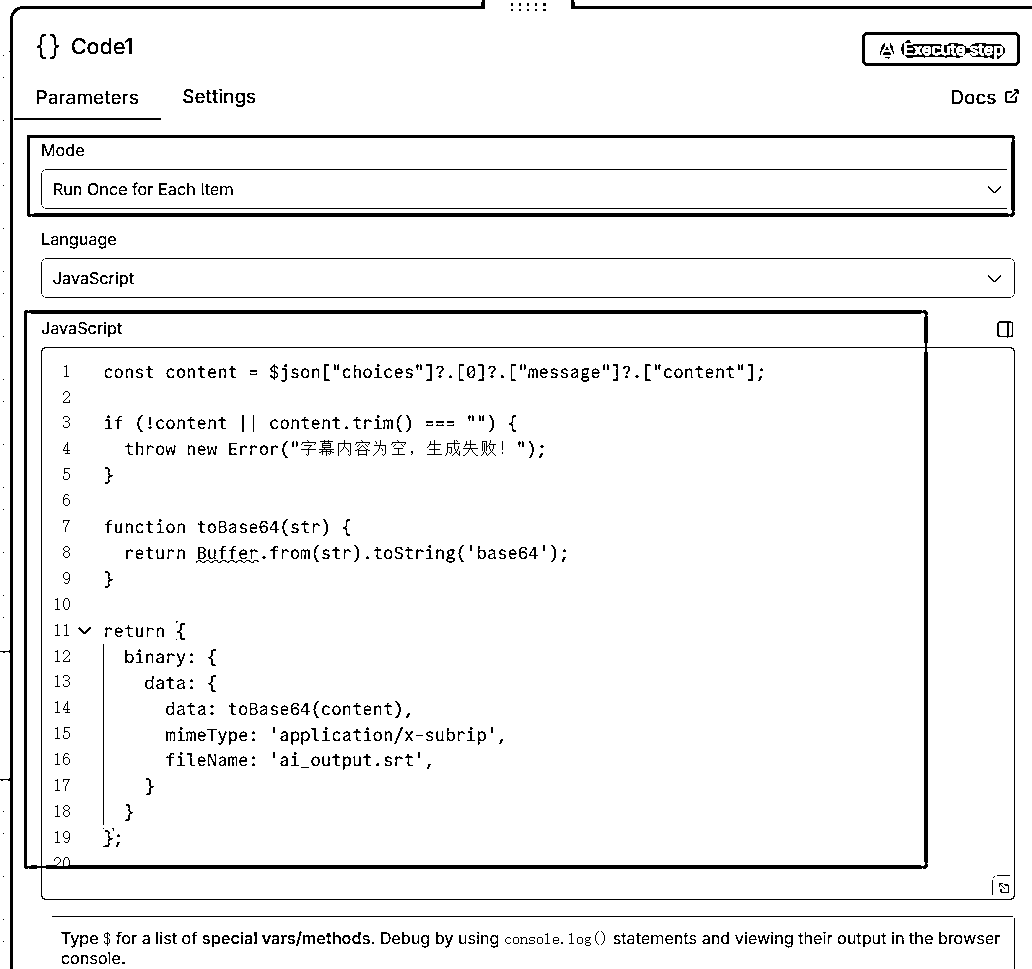 {} Code1
Execute step
Parameters
Settings
Docs
Mode
Run Once for Each Item
Language
JavaScript
JavaScript
1 const content = $json["choices"]?.[0]?.["message"]?.["content"];
2
3 if (!content || content.trim() === "") {
4 throw new Error("字幕内容为空，生成失败！");
5 }
6
7 function toBase64(str) {
8 return Buffer.from(str).toString('base64');
9 }
10
11 return {
12 binary: {
13 data: {
14 data: toBase64(content),
15 mimeType: 'application/x-subrip',
16 fileName: 'ai_output.srt',
17 }
18 }
19 };
20
Type $ for a list of special vars/methods. Debug by using console.log() statements and viewing their output in the browser
console.